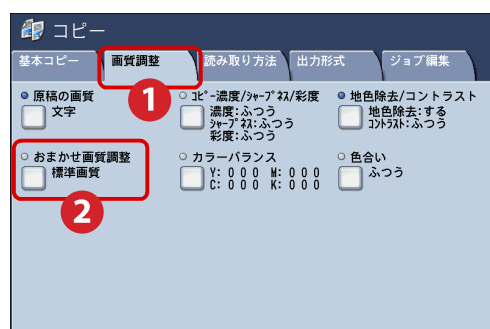 コピー
基本コピー 画質調整 読み取り方法 出力形式 ジョブ編集
1
原稿の画質
文字
ｺﾋﾟｰ濃度/ｼｬｰﾌﾟﾈｽ/彩度
濃度:ふつう
ｼｬｰﾌﾟﾈｽ:ふつう
彩度:ふつう
地色除去/コントラスト
地色除去:する
ｺﾝﾄﾗｽﾄ:ふつう
おまかせ画質調整
標準画質
2
カラーバランス
Y: 0 0 0 M: 0 0 0
C: 0 0 0 K: 0 0 0
色合い
ふつう